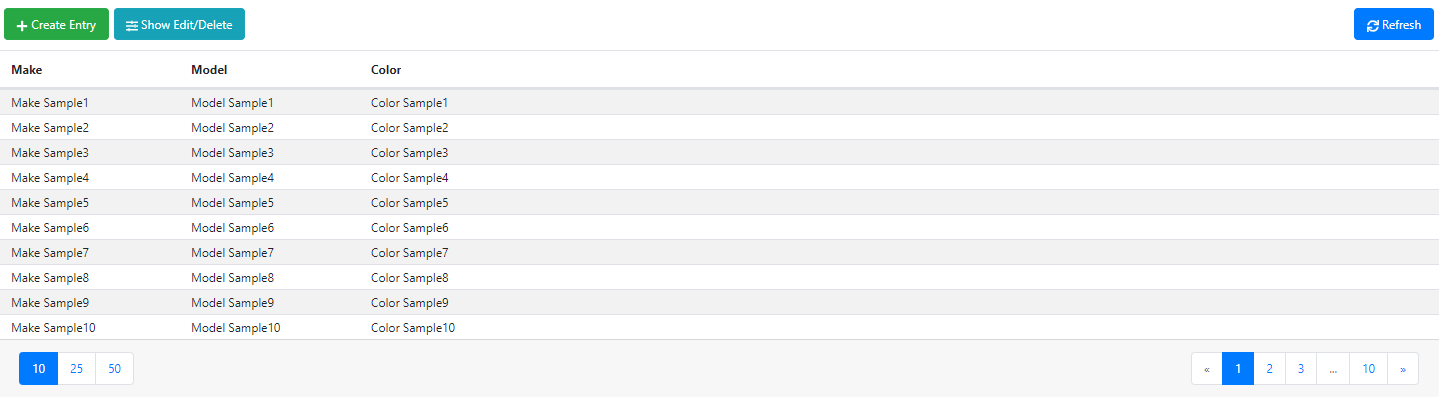 Create Entry Show Edit/Delete Refresh
Make Model Color
Make Sample1 Model Sample1 Color Sample1
Make Sample2 Model Sample2 Color Sample2
Make Sample3 Model Sample3 Color Sample3
Make Sample4 Model Sample4 Color Sample4
Make Sample5 Model Sample5 Color Sample5
Make Sample6 Model Sample6 Color Sample6
Make Sample7 Model Sample7 Color Sample7
Make Sample8 Model Sample8 Color Sample8
Make Sample9 Model Sample9 Color Sample9
Make Sample10 Model Sample10 Color Sample10
10 25 50 « 1 2 3 ... 10 »